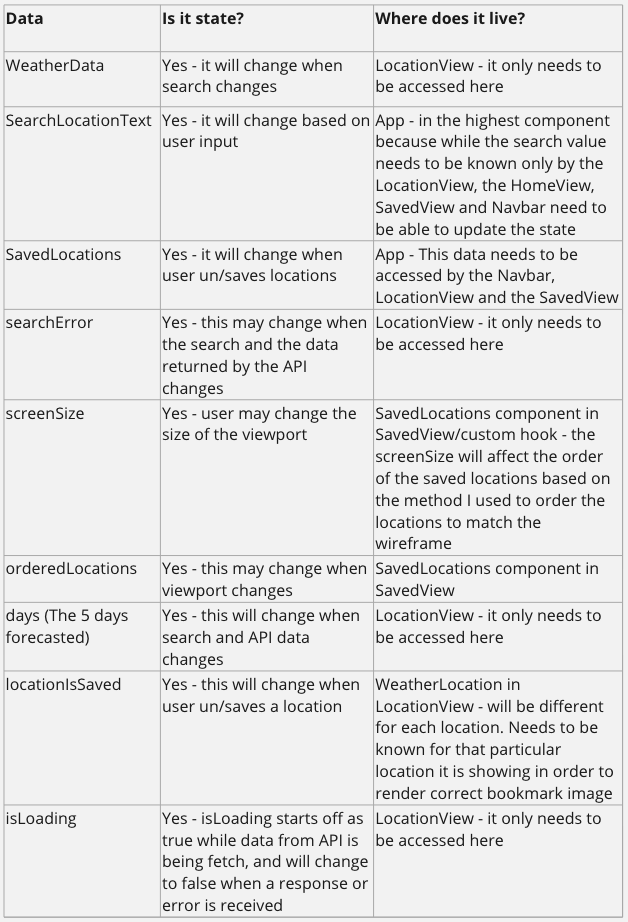 Data
Is it state?
Where does it live?
WeatherData
Yes - it will change when
search changes
LocationView - it only needs to
be accessed here
SearchLocationText
Yes - it will change based on
user input
App - in the highest component
because while the search value
needs to be known only by the
LocationView, the HomeView,
SavedView and Navbar need to
be able to update the state
SavedLocations
Yes - it will change when
user un/saves locations
App - This data needs to be
accessed by the Navbar,
LocationView and the SavedView
searchError
Yes - this may change when
the search and the data
returned by the API
changes
LocationView - it only needs to
be accessed here
screenSize
Yes - user may change the
size of the viewport
SavedLocations component in
SavedView/custom hook - the
screenSize will affect the order
of the saved locations based on
the method I used to order the
locations to match the
wireframe
orderedLocations
Yes - this may change when
viewport changes
SavedLocations component in
SavedView
days (The 5 days
forecasted)
Yes - this will change when
search and API data
changes
LocationView - it only needs to
be accessed here
locationIsSaved
Yes - this will change when
user un/saves a location
WeatherLocation in
LocationView - will be different
for each location. Needs to be
known for that particular
location it is showing in order to
render correct bookmark image
isLoading
Yes - isLoading starts off as
true while data from API is
being fetch, and will change
to false when a response or
error is received
LocationView - it only needs to
be accessed here